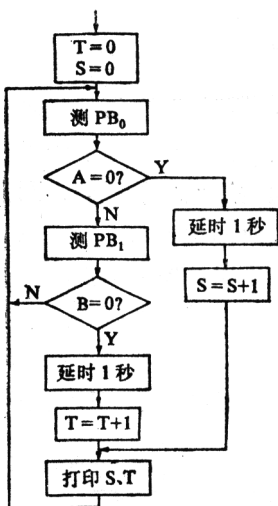 T=0
S=0
测 PB₀
A=0?
Y
N
测 PB₁
延时 1 秒
S=S+1
B=0?
N
Y
延时 1 秒
T=T+1
打印 S、T